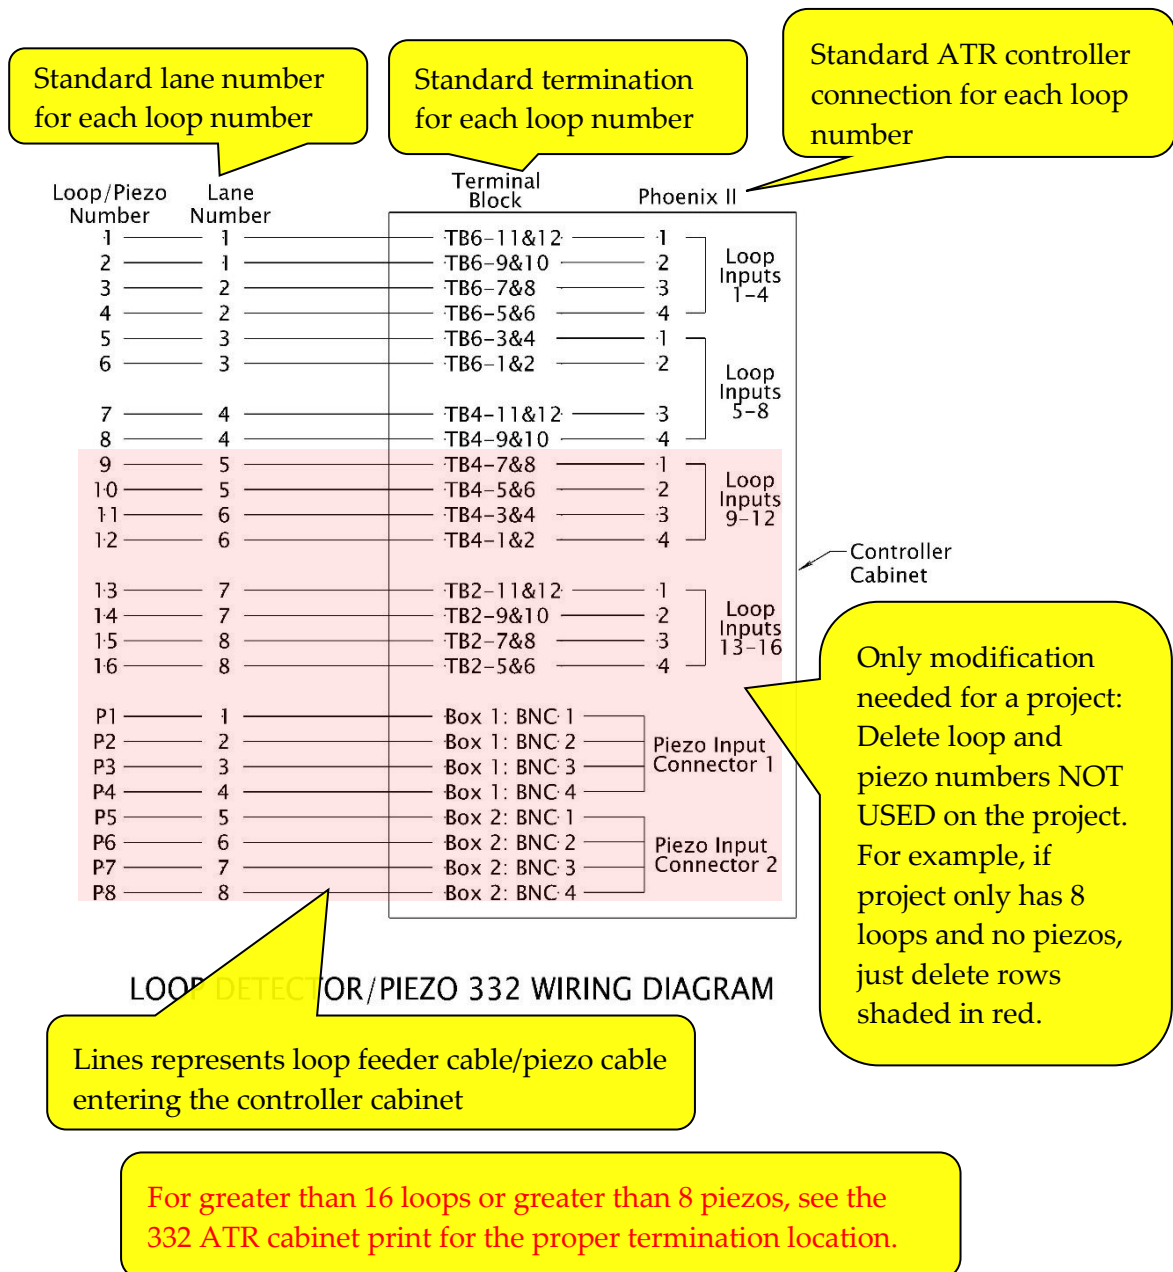 Standard lane number
for each loop number
Standard termination
for each loop number
Standard ATR controller
connection for each loop
number
Loop/Piezo
Number
Lane
Number
Terminal
Block
Phoenix II
1 1 TB6-11&12 1
2 1 TB6-9&10 2
3 2 TB6-7&8 3
4 2 TB6-5&6 4
Loop
Inputs
1-4
5 3 TB6-3&4 1
6 3 TB6-1&2 2
7 4 TB4-11&12 3
8 4 TB4-9&10 4
Loop
Inputs
5-8
9 5 TB4-7&8 1
10 5 TB4-5&6 2
11 6 TB4-3&4 3
12 6 TB4-1&2 4
Loop
Inputs
9-12
Controller
Cabinet
13 7 TB2-11&12 1
14 7 TB2-9&10 2
15 8 TB2-7&8 3
16 8 TB2-5&6 4
Loop
Inputs
13-16
P1 1 Box 1: BNC 1
P2 2 Box 1: BNC 2
P3 3 Box 1: BNC 3
P4 4 Box 1: BNC 4
Piezo Input
Connector 1
P5 5 Box 2: BNC 1
P6 6 Box 2: BNC 2
P7 7 Box 2: BNC 3
P8 8 Box 2: BNC 4
Piezo Input
Connector 2
Only modification
needed for a project:
Delete loop and
piezo numbers NOT
USED on the project.
For example, if
project only has 8
loops and no piezos,
just delete rows
shaded in red.
LOOP DETECTOR/PIEZO 332 WIRING DIAGRAM
Lines represents loop feeder cable/piezo cable
entering the controller cabinet
For greater than 16 loops or greater than 8 piezos, see the
332 ATR cabinet print for the proper termination location.